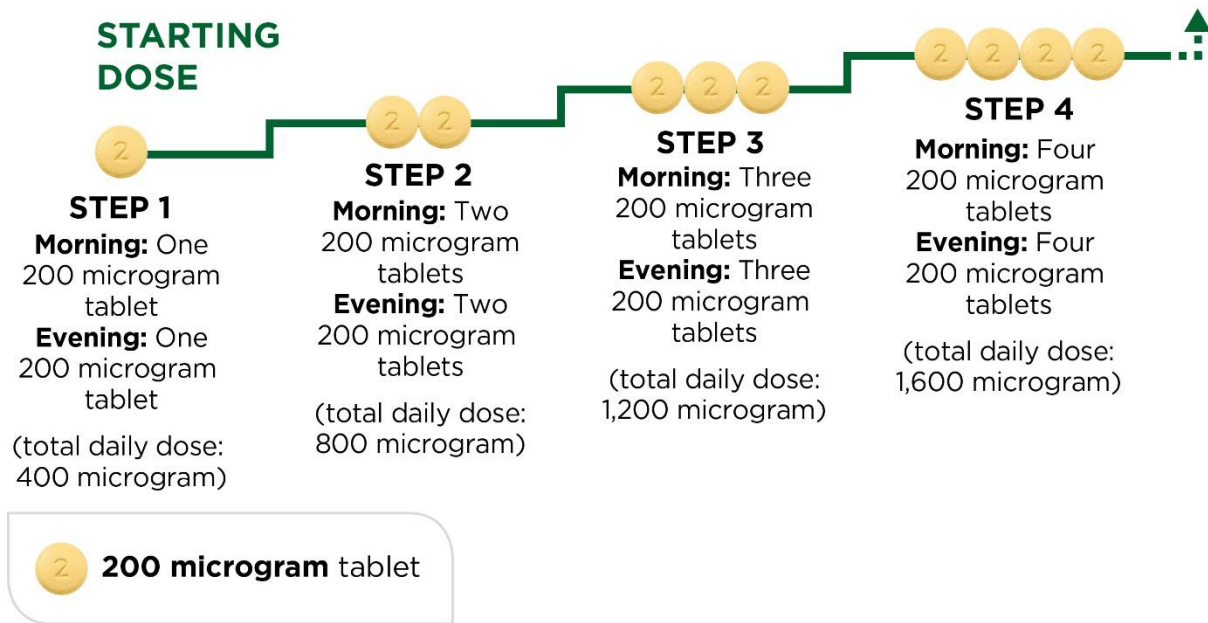 STARTING
DOSE
2
STEP 1
Morning: One
200 microgram
tablet
Evening: One
200 microgram
tablet
(total daily dose:
400 microgram)
2 2
STEP 2
Morning: Two
200 microgram
tablets
Evening: Two
200 microgram
tablets
(total daily dose:
800 microgram)
2 2 2
STEP 3
Morning: Three
200 microgram
tablets
Evening: Three
200 microgram
tablets
(total daily dose:
1,200 microgram)
2 2 2 2
STEP 4
Morning: Four
200 microgram
tablets
Evening: Four
200 microgram
tablets
(total daily dose:
1,600 microgram)
2 200 microgram tablet